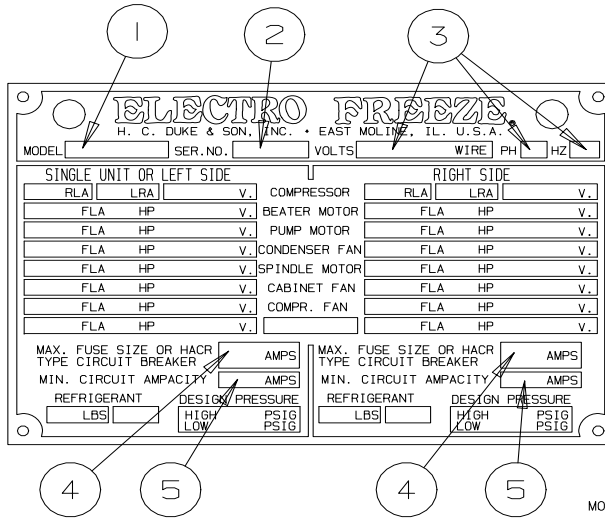 1 2 3
ELECTRO FREEZE
H. C. DUKE & SON, INC. • EAST MOLINE, IL. U.S.A.
MODEL SER.NO. VOLTS WIRE PH HZ
SINGLE UNIT OR LEFT SIDE RIGHT SIDE
RLA LRA V. COMPRESSOR RLA LRA V.
FLA HP V. BEATER MOTOR FLA HP V.
FLA HP V. PUMP MOTOR FLA HP V.
FLA HP V. CONDENSER FAN FLA HP V.
FLA HP V. SPINDLE MOTOR FLA HP V.
FLA HP V. CABINET FAN FLA HP V.
FLA HP V. COMPR. FAN FLA HP V.
FLA HP V. FLA HP V.
MAX. FUSE SIZE OR HACR MAX. FUSE SIZE OR HACR
TYPE CIRCUIT BREAKER AMPS TYPE CIRCUIT BREAKER AMPS
MIN. CIRCUIT AMPACITY AMPS MIN. CIRCUIT AMPACITY AMPS
REFRIGERANT DESIGN PRESSURE REFRIGERANT DESIGN PRESSURE
LBS HIGH PSIG LBS HIGH PSIG
LOW PSIG LOW PSIG
4 5 4 5
MO